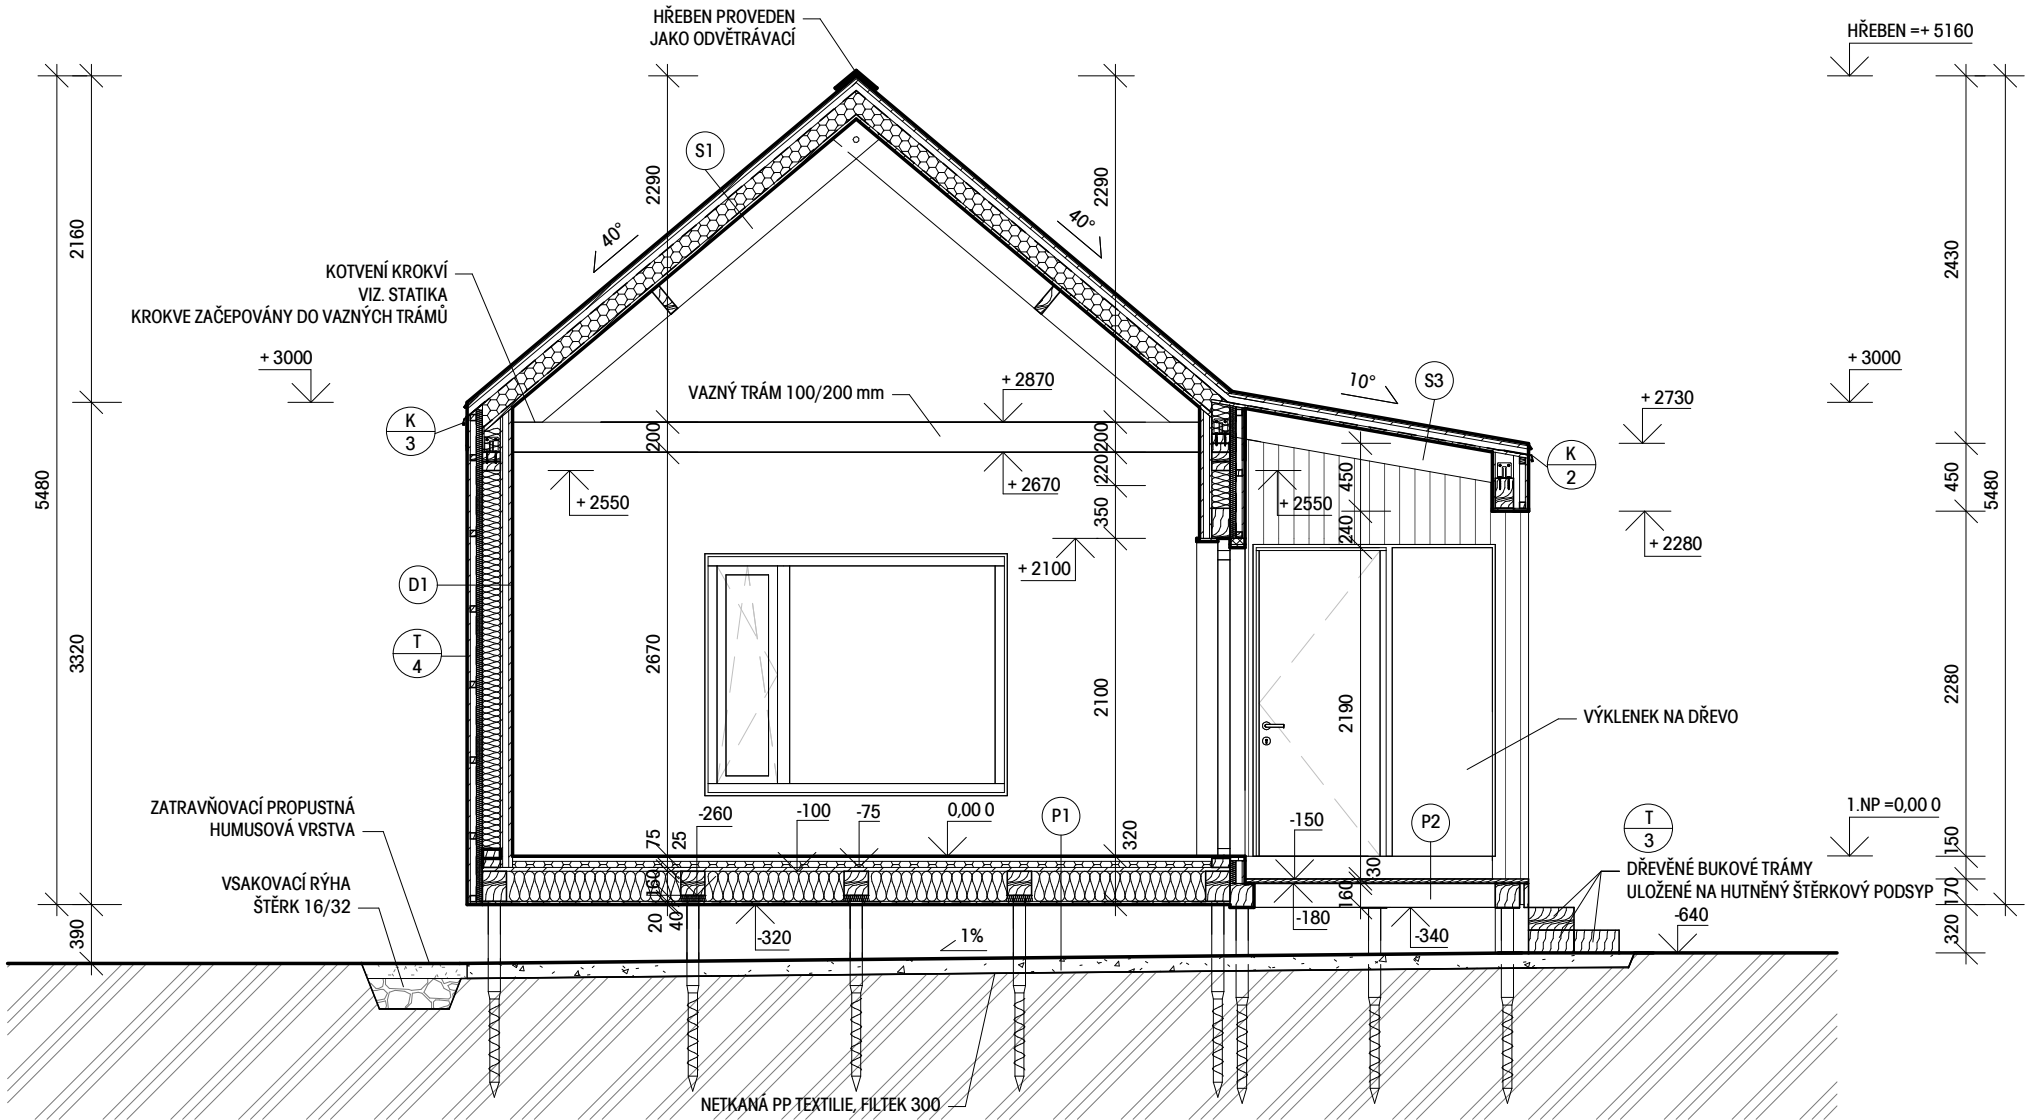 HŘEBEN PROVEDEN
JAKO ODVĚTRÁVACÍ
HŘEBEN =+ 5160
S1
2290
2290
40°
40°
2160
2430
KOTVENÍ KROKVÍ
VIZ. STATIKA
KROKVE ZAČEPOVÁNY DO VAZNÝCH TRÁMŮ
+ 3000
+ 3000
VAZNÝ TRÁM 100/200 mm
+ 2870
10°
S3
+ 2730
K
3
200
200
K
2
220
+ 2670
+ 2550
+ 2550
450
450
5480
5480
350
240
+ 2280
+ 2100
D1
T
4
3320
2670
2100
2190
2280
VÝKLENEK NA DŘEVO
ZATRAVŇOVACÍ PROPUSTNÁ
HUMUSOVÁ VRSTVA
-260
-100
-75
0,00 0
P1
-150
P2
T
3
1.NP =0,00 0
75
25
320
30
150
VSAKOVACÍ RÝHA
ŠTĚRK 16/32
160
160
DŘEVĚNÉ BUKOVÉ TRÁMY
ULOŽENÉ NA HUTNĚNÝ ŠTĚRKOVÝ PODSYP
170
20
40
-320
-180
-340
-640
390
320
1%
NETKANÁ PP TEXTILIE, FILTEK 300